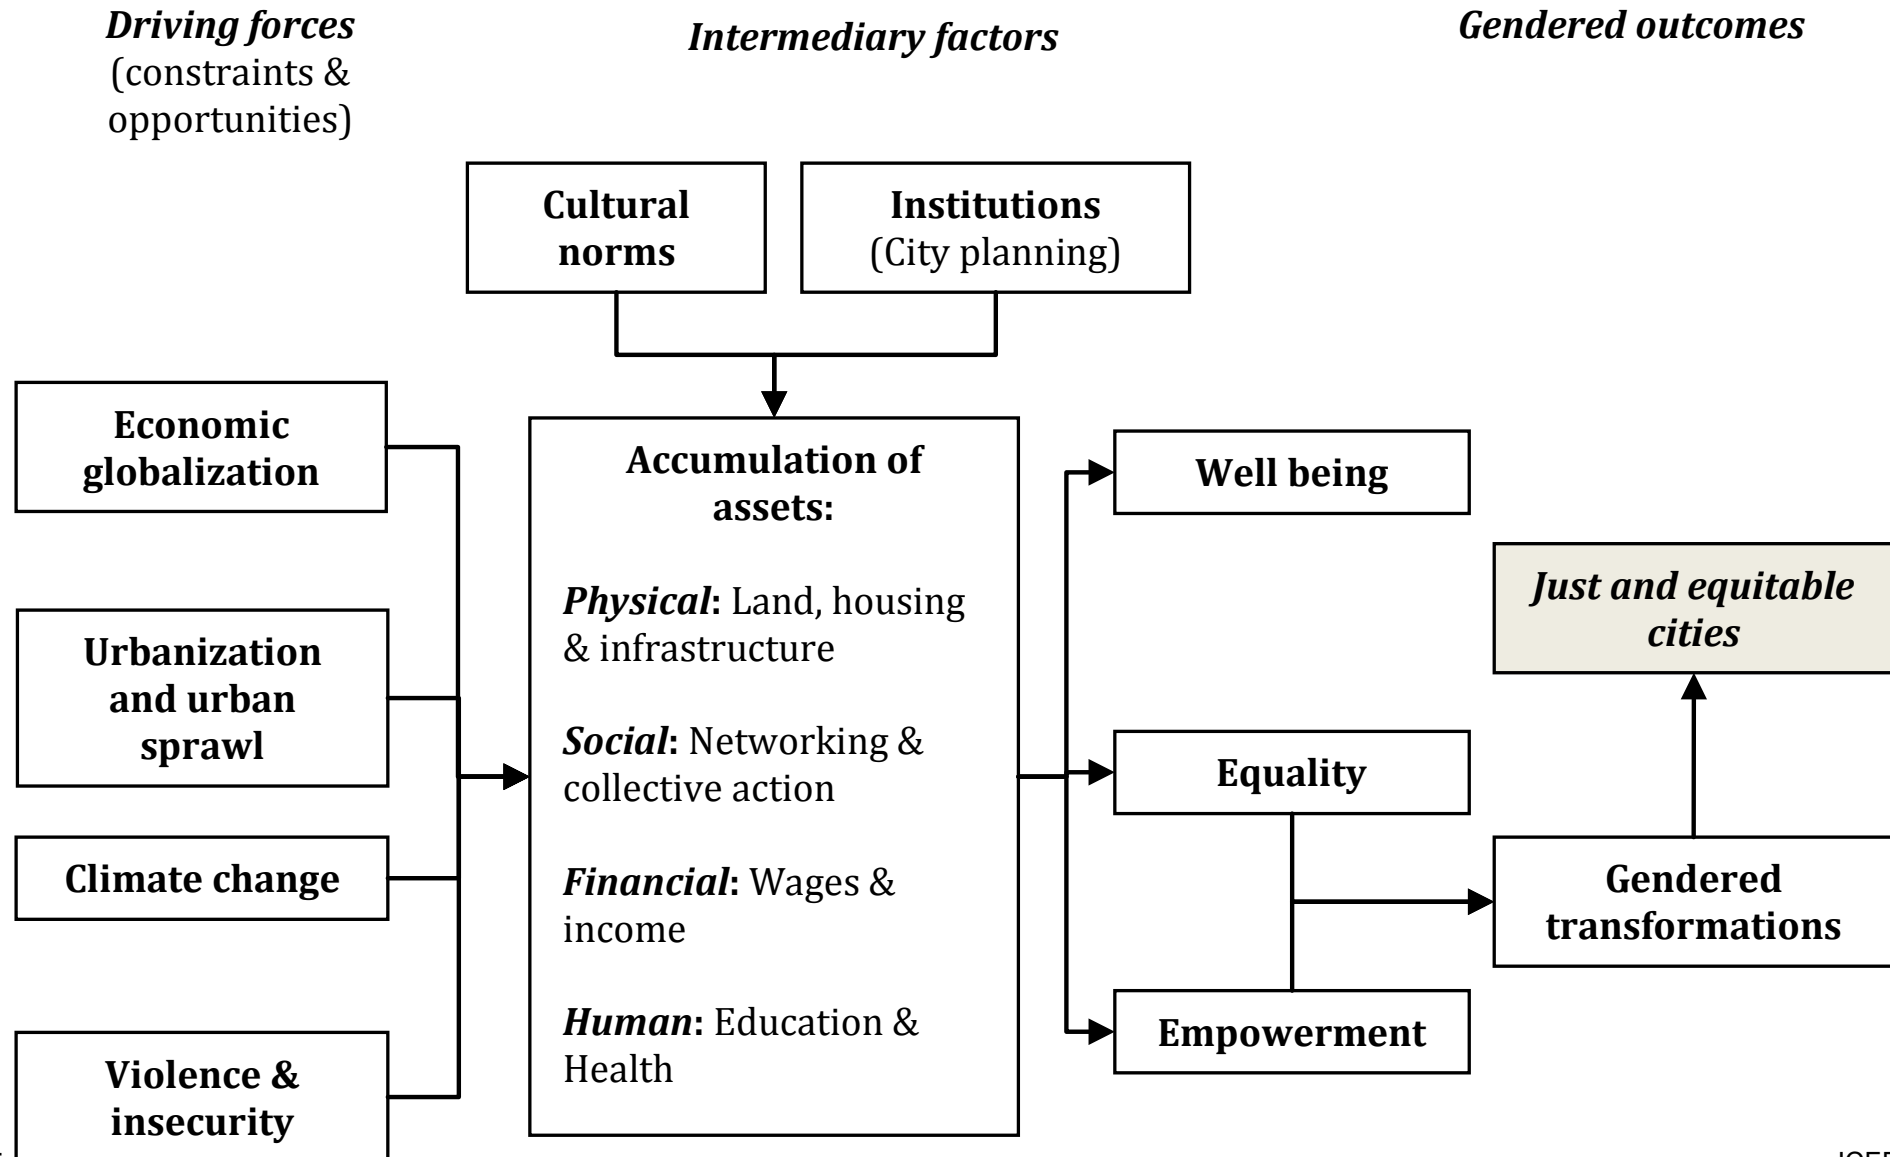 Driving forces
(constraints &
opportunities)
Intermediary factors
Gendered outcomes
Cultural
norms
Institutions
(City planning)
Economic
globalization
Urbanization
and urban
sprawl
Climate change
Violence &
insecurity
Accumulation of
assets:
Physical: Land, housing
& infrastructure
Social: Networking &
collective action
Financial: Wages &
income
Human: Education &
Health
Well being
Equality
Empowerment
Just and equitable
cities
Gendered
transformations